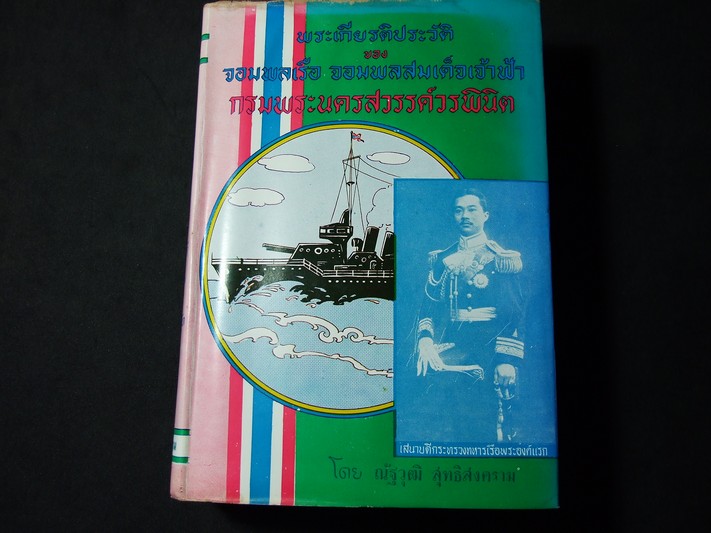 พระเกียรติประวัติ
ของ
จอมพลเรือ จอมพลสมเด็จเจ้าฟ้า
กรมพระนครสวรรค์วรพินิต
เสนาบดีกระทรวงทหารเรือพระองค์แรก
โดย ณัฐวุฒิ สุทธิสงคราม